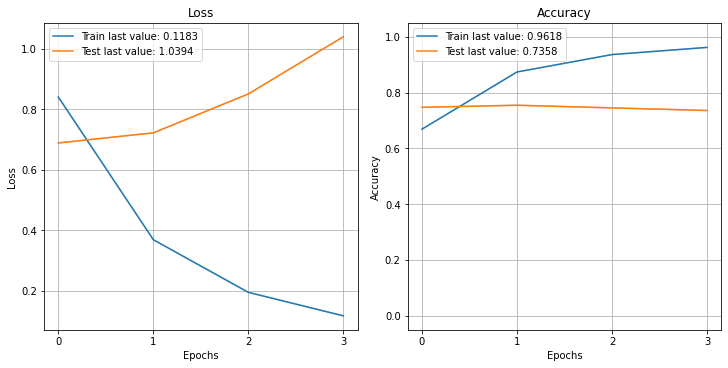 Loss
Train last value: 0.1183
Test last value: 1.0394
1.0
0.8
0.6
0.4
0.2
Loss
0
1
2
3
Epochs
Accuracy
Train last value: 0.9618
Test last value: 0.7358
1.0
0.8
0.6
0.4
0.2
0.0
Accuracy
0
1
2
3
Epochs